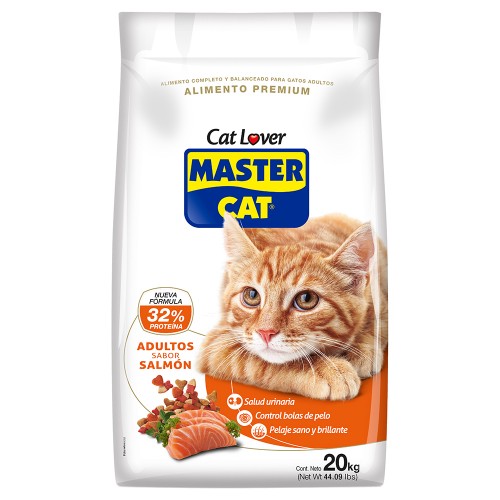 ALIMENTO COMPLETO Y BALANCEADO PARA GATOS ADULTOS
ALIMENTO PREMIUM
Cat Lover
MASTER
CAT®
NUEVA
FÓRMULA
32%
PROTEÍNA
ADULTOS
SABOR
SALMÓN
Salud urinaria
Control bolas de pelo
Pelaje sano y brillante
Cont. Neto 20kg
(Net Wt 44.09 lbs)